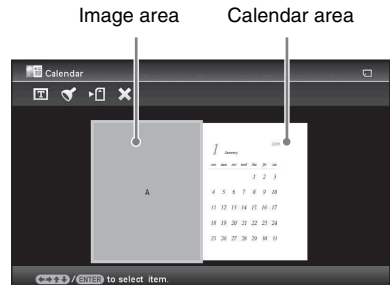 Image area Calendar area
Calendar
T
1 January 2009
sun mon tue wed thu fri sat
1 2 3
A
4 5 6 7 8 9 10
11 12 13 14 15 16 17
18 19 20 21 22 23 24
25 26 27 28 29 30 31
/ENTER to select item.